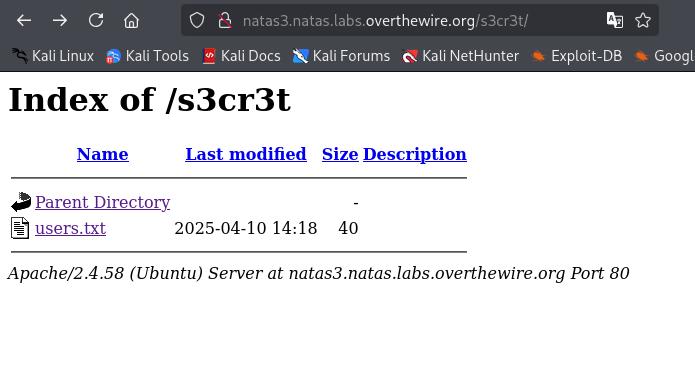 natas3.natas.labs.overthewire.org/s3cr3t/
Kali Linux Kali Tools Kali Docs Kali Forums Kali NetHunter Exploit-DB Googl
Index of /s3cr3t
Name Last modified Size Description
Parent Directory -
users.txt 2025-04-10 14:18 40
Apache/2.4.58 (Ubuntu) Server at natas3.natas.labs.overthewire.org Port 80